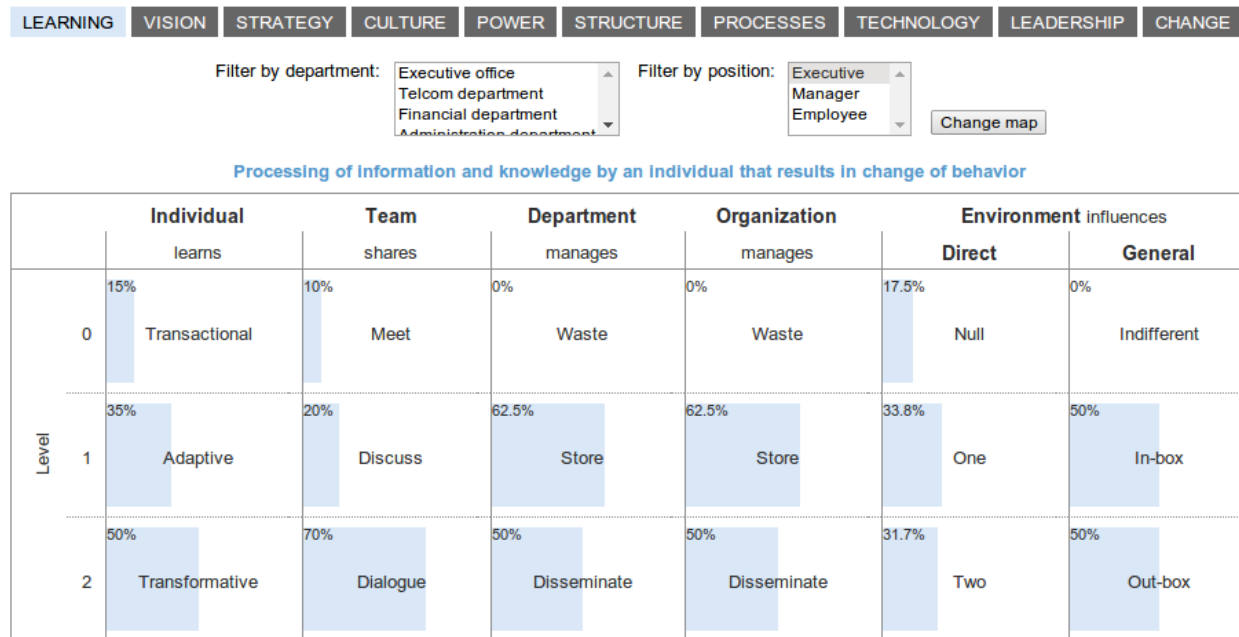 LEARNING VISION STRATEGY CULTURE POWER STRUCTURE PROCESSES TECHNOLOGY LEADERSHIP CHANGE
Filter by department: Executive office Filter by position: Executive
Telcom department Manager
Financial department Employee
Administration department Change map
Processing of information and knowledge by an individual that results in change of behavior
Individual Team Department Organization Environment influences
learns shares manages manages Direct General
15% 10% 0% 0% 17.5% 0%
0 Transactional Meet Waste Waste Null Indifferent
35% 20% 62.5% 62.5% 33.8% 50%
Level 1 Adaptive Discuss Store Store One In-box
50% 70% 50% 50% 31.7% 50%
2 Transformative Dialogue Disseminate Disseminate Two Out-box